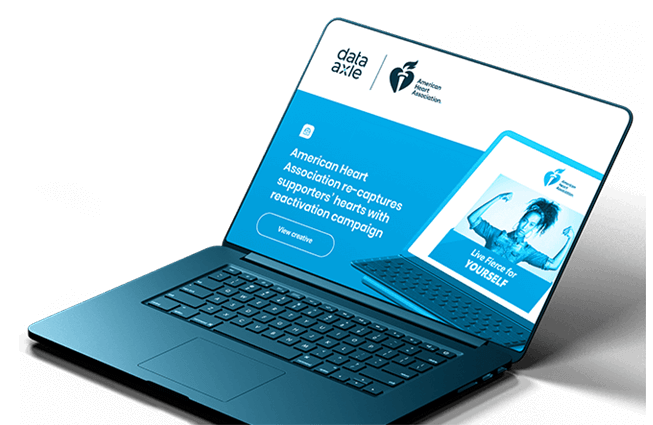 data
axle
American
Heart
Association
American Heart
Association re-captures
supporters' hearts with
reactivation campaign
View creative
American
Heart
Association
Live Fierce for
YOURSELF